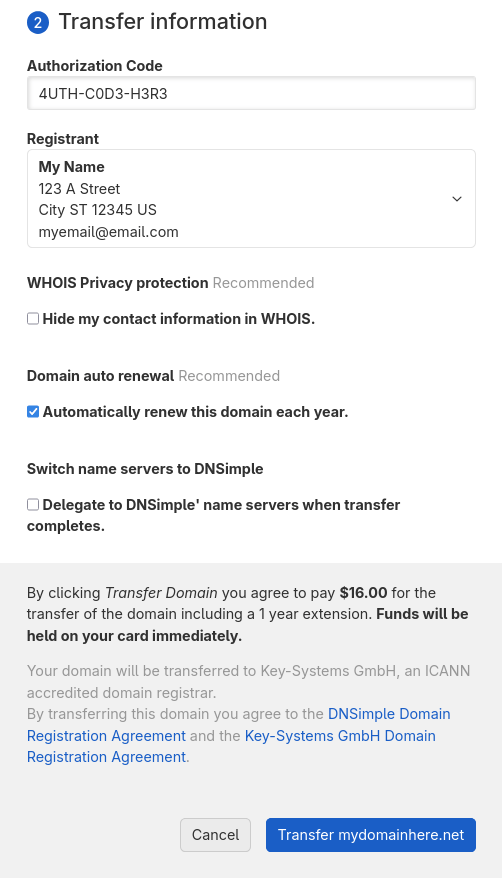 2 Transfer information
Authorization Code
4UTH-C0D3-H3R3
Registrant
My Name
123 A Street
City ST 12345 US
myemail@email.com
WHOIS Privacy protection Recommended
Hide my contact information in WHOIS.
Domain auto renewal Recommended
Automatically renew this domain each year.
Switch name servers to DNSimple
Delegate to DNSimple' name servers when transfer
completes.
By clicking Transfer Domain you agree to pay $16.00 for the
transfer of the domain including a 1 year extension. Funds will be
held on your card immediately.
Your domain will be transferred to Key-Systems GmbH, an ICANN
accredited domain registrar.
By transferring this domain you agree to the DNSimple Domain
Registration Agreement and the Key-Systems GmbH Domain
Registration Agreement.
Cancel Transfer mydomainhere.net